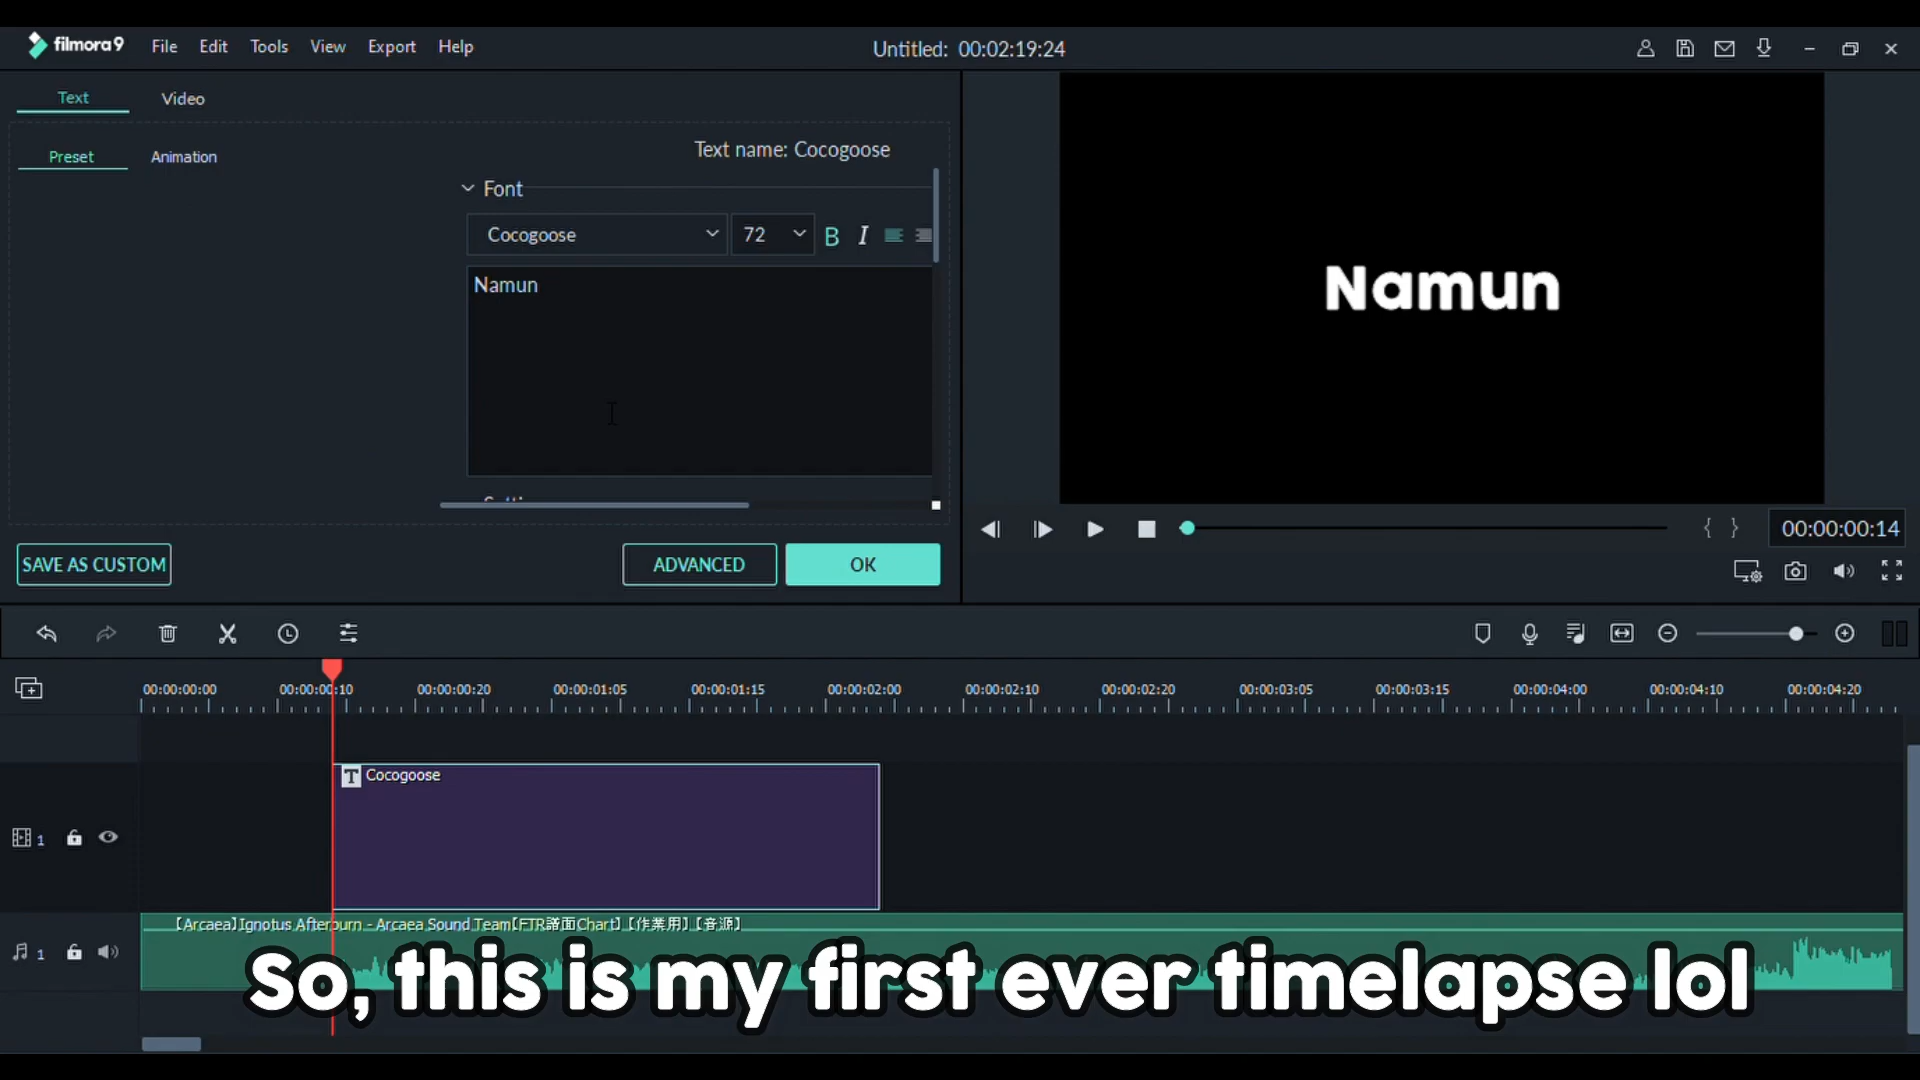 filmora9 File Edit Tools View Export Help Untitled: 00:02:19:24
Text Video
Preset Animation Text name: Cocogoose
Font
Cocogoose 72 B I
Namun
Namun
00:00:00:14
SAVE AS CUSTOM ADVANCED OK
00:00:00:00 00:00:00:10 00:00:00:20 00:00:01:05 00:00:01:15 00:00:02:00 00:00:02:10 00:00:02:20 00:00:03:05 00:00:03:15 00:00:04:00 00:00:04:10 00:00:04:20
T Cocogoose
1
【Arcaea】Ignotus Afterburn - Arcaea Sound Team【FTR譜面Chart】【作業用】【音源】
1
So, this is my first ever timelapse lol